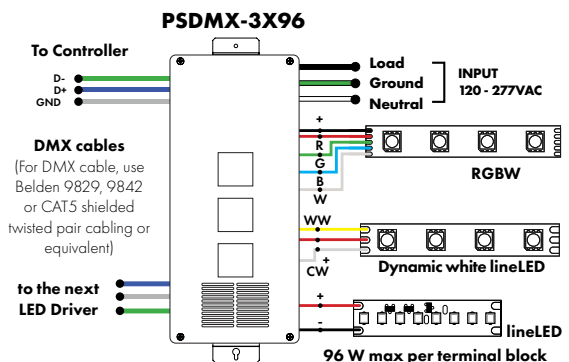 PSDMX-3X96
To Controller
D-
D+
GND
DMX cables
(For DMX cable, use
Belden 9829, 9842
or CAT5 shielded
twisted pair cabling or
equivalent)
to the next
LED Driver
Load
Ground
Neutral
INPUT
120 - 277VAC
+
R
G
B
W
RGBW
WW
+
CW
Dynamic white lineLED
+
-
lineLED
96 W max per terminal block